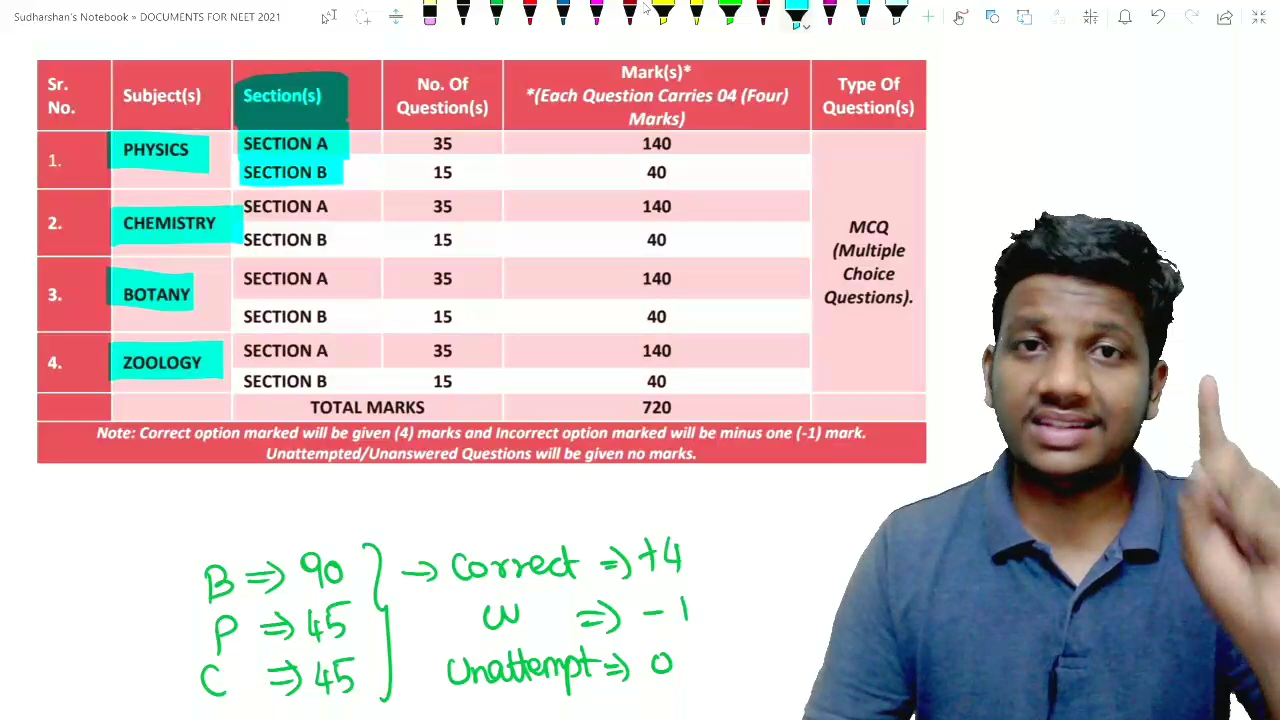 Sudharshan's Notebook » DOCUMENTS FOR NEET 2021
Sr. No. Subject(s) Section(s) No. Of Question(s) Mark(s)* *(Each Question Carries 04 (Four) Marks) Type Of Question(s)
1. PHYSICS SECTION A 35 140 MCQ (Multiple Choice Questions).
SECTION B 15 40
2. CHEMISTRY SECTION A 35 140
SECTION B 15 40
3. BOTANY SECTION A 35 140
SECTION B 15 40
4. ZOOLOGY SECTION A 35 140
SECTION B 15 40
TOTAL MARKS 720
Note: Correct option marked will be given (4) marks and Incorrect option marked will be minus one (-1) mark.
Unattempted/Unanswered Questions will be given no marks.
B ⇒ 90 } → Correct ⇒ +4
P ⇒ 45 W ⇒ -1
C ⇒ 45 Unattempt ⇒ 0